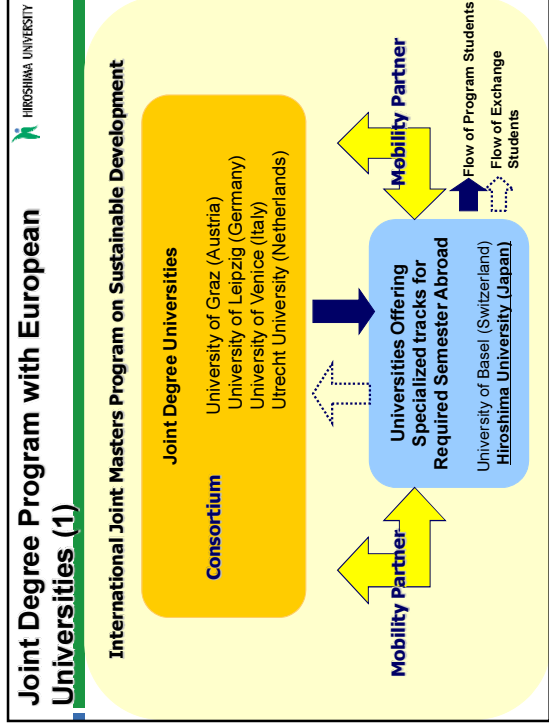 Joint Degree Program with European
Universities (1)
HIROSHIMA UNIVERSITY
International Joint Masters Program on Sustainable Development
Joint Degree Universities
Consortium
University of Graz (Austria)
University of Leipzig (Germany)
University of Venice (Italy)
Utrecht University (Netherlands)
Mobility Partner
Mobility Partner
Universities Offering
Specialized tracks for
Required Semester Abroad
University of Basel (Switzerland)
Hiroshima University (Japan)
Flow of Program Students
Flow of Exchange
Students